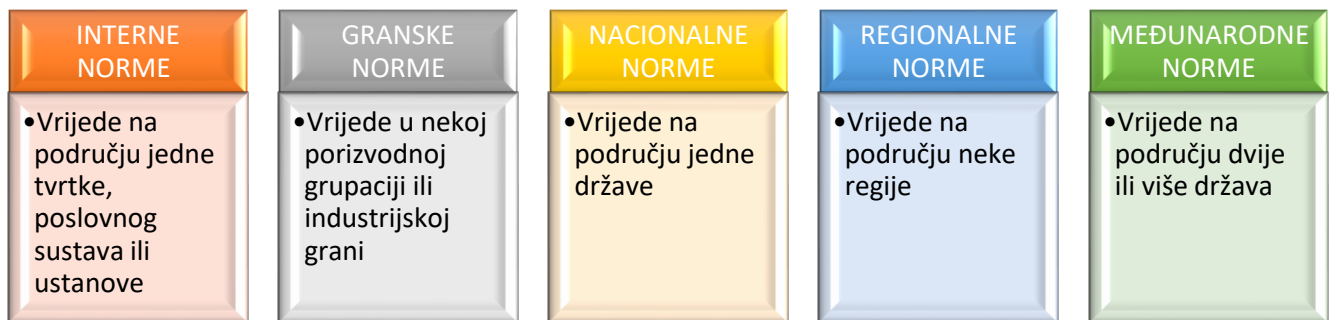 INTERNE
NORME
•Vrijede na
području jedne
tvrtke,
poslovnog
sustava ili
ustanove
GRANSKE
NORME
•Vrijede u nekoj
porizvodnoj
grupaciji ili
industrijskoj
grani
NACIONALNE
NORME
•Vrijede na
području jedne
države
REGIONALNE
NORME
•Vrijede na
području neke
regije
MEĐUNARODNE
NORME
•Vrijede na
području dvije
ili više država